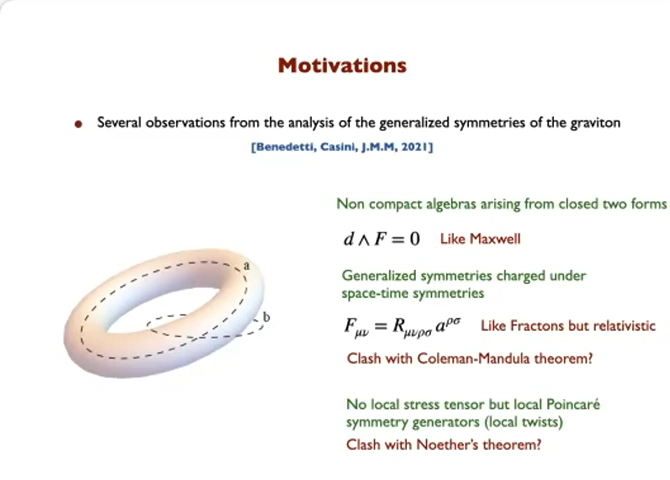 Motivations
• Several observations from the analysis of the generalized symmetries of the graviton
[Benedetti, Casini, J.M.M, 2021]
Non compact algebras arising from closed two forms
d ∧ F = 0 Like Maxwell
Generalized symmetries charged under
space-time symmetries
F_{μν} = R_{μνρσ} a^{ρσ} Like Fractons but relativistic
Clash with Coleman-Mandula theorem?
No local stress tensor but local Poincaré
symmetry generators (local twists)
Clash with Noether's theorem?
a
b